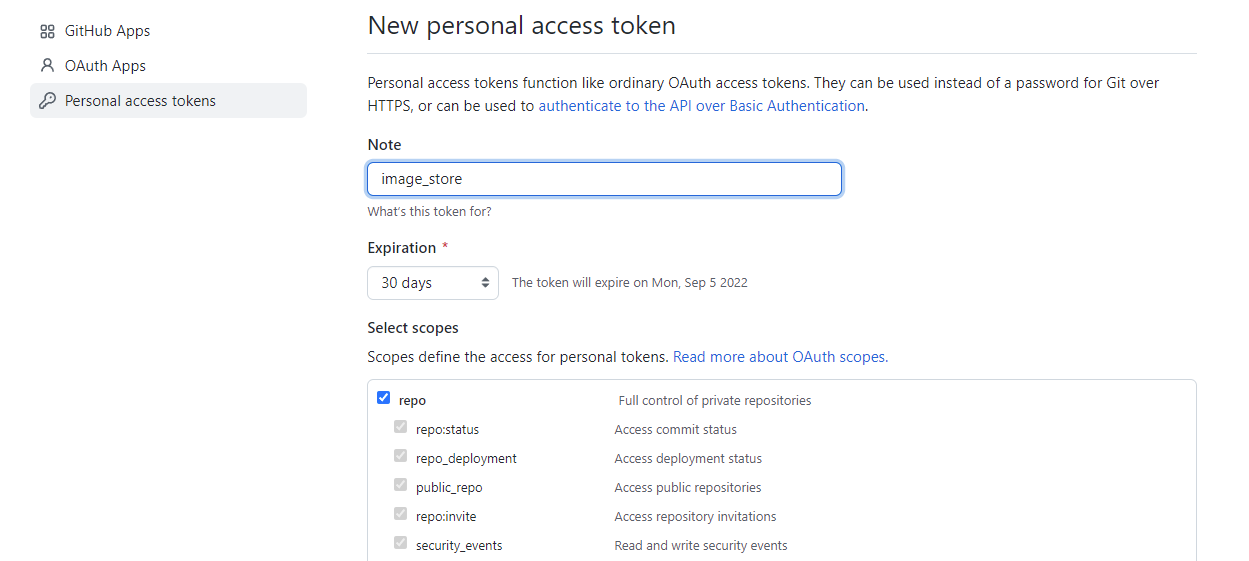 GitHub Apps
OAuth Apps
Personal access tokens
New personal access token
Personal access tokens function like ordinary OAuth access tokens. They can be used instead of a password for Git over
HTTPS, or can be used to authenticate to the API over Basic Authentication.
Note
image_store
What's this token for?
Expiration *
30 days The token will expire on Mon, Sep 5 2022
Select scopes
Scopes define the access for personal tokens. Read more about OAuth scopes.
repo Full control of private repositories
repo:status Access commit status
repo_deployment Access deployment status
public_repo Access public repositories
repo:invite Access repository invitations
security_events Read and write security events